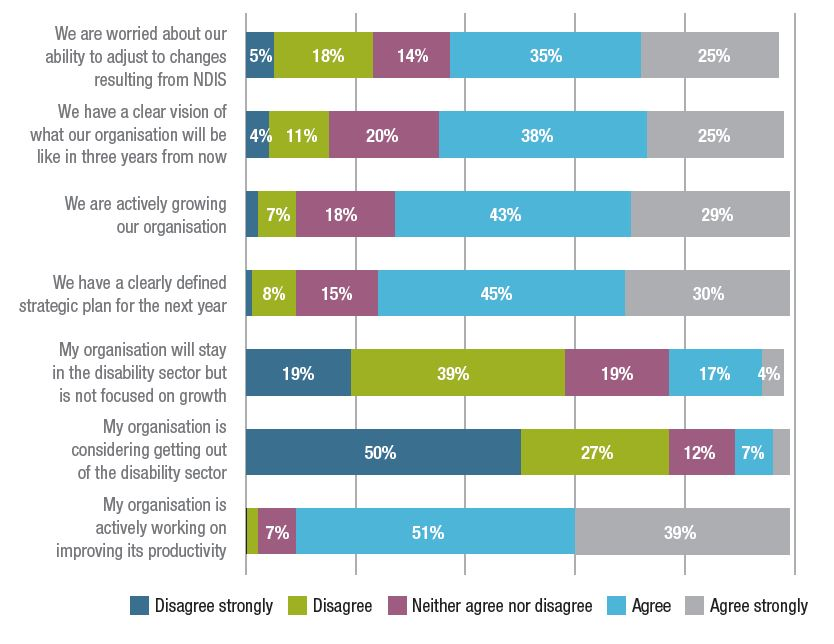 We are worried about our
ability to adjust to changes
resulting from NDIS
5% 18% 14% 35% 25%
We have a clear vision of
what our organisation will be
like in three years from now
4% 11% 20% 38% 25%
We are actively growing
our organisation
7% 18% 43% 29%
We have a clearly defined
strategic plan for the next year
8% 15% 45% 30%
My organisation will stay
in the disability sector but
is not focused on growth
19% 39% 19% 17% 4%
My organisation is
considering getting out
of the disability sector
50% 27% 12% 7%
My organisation is
actively working on
improving its productivity
7% 51% 39%
Disagree strongly Disagree Neither agree nor disagree Agree Agree strongly